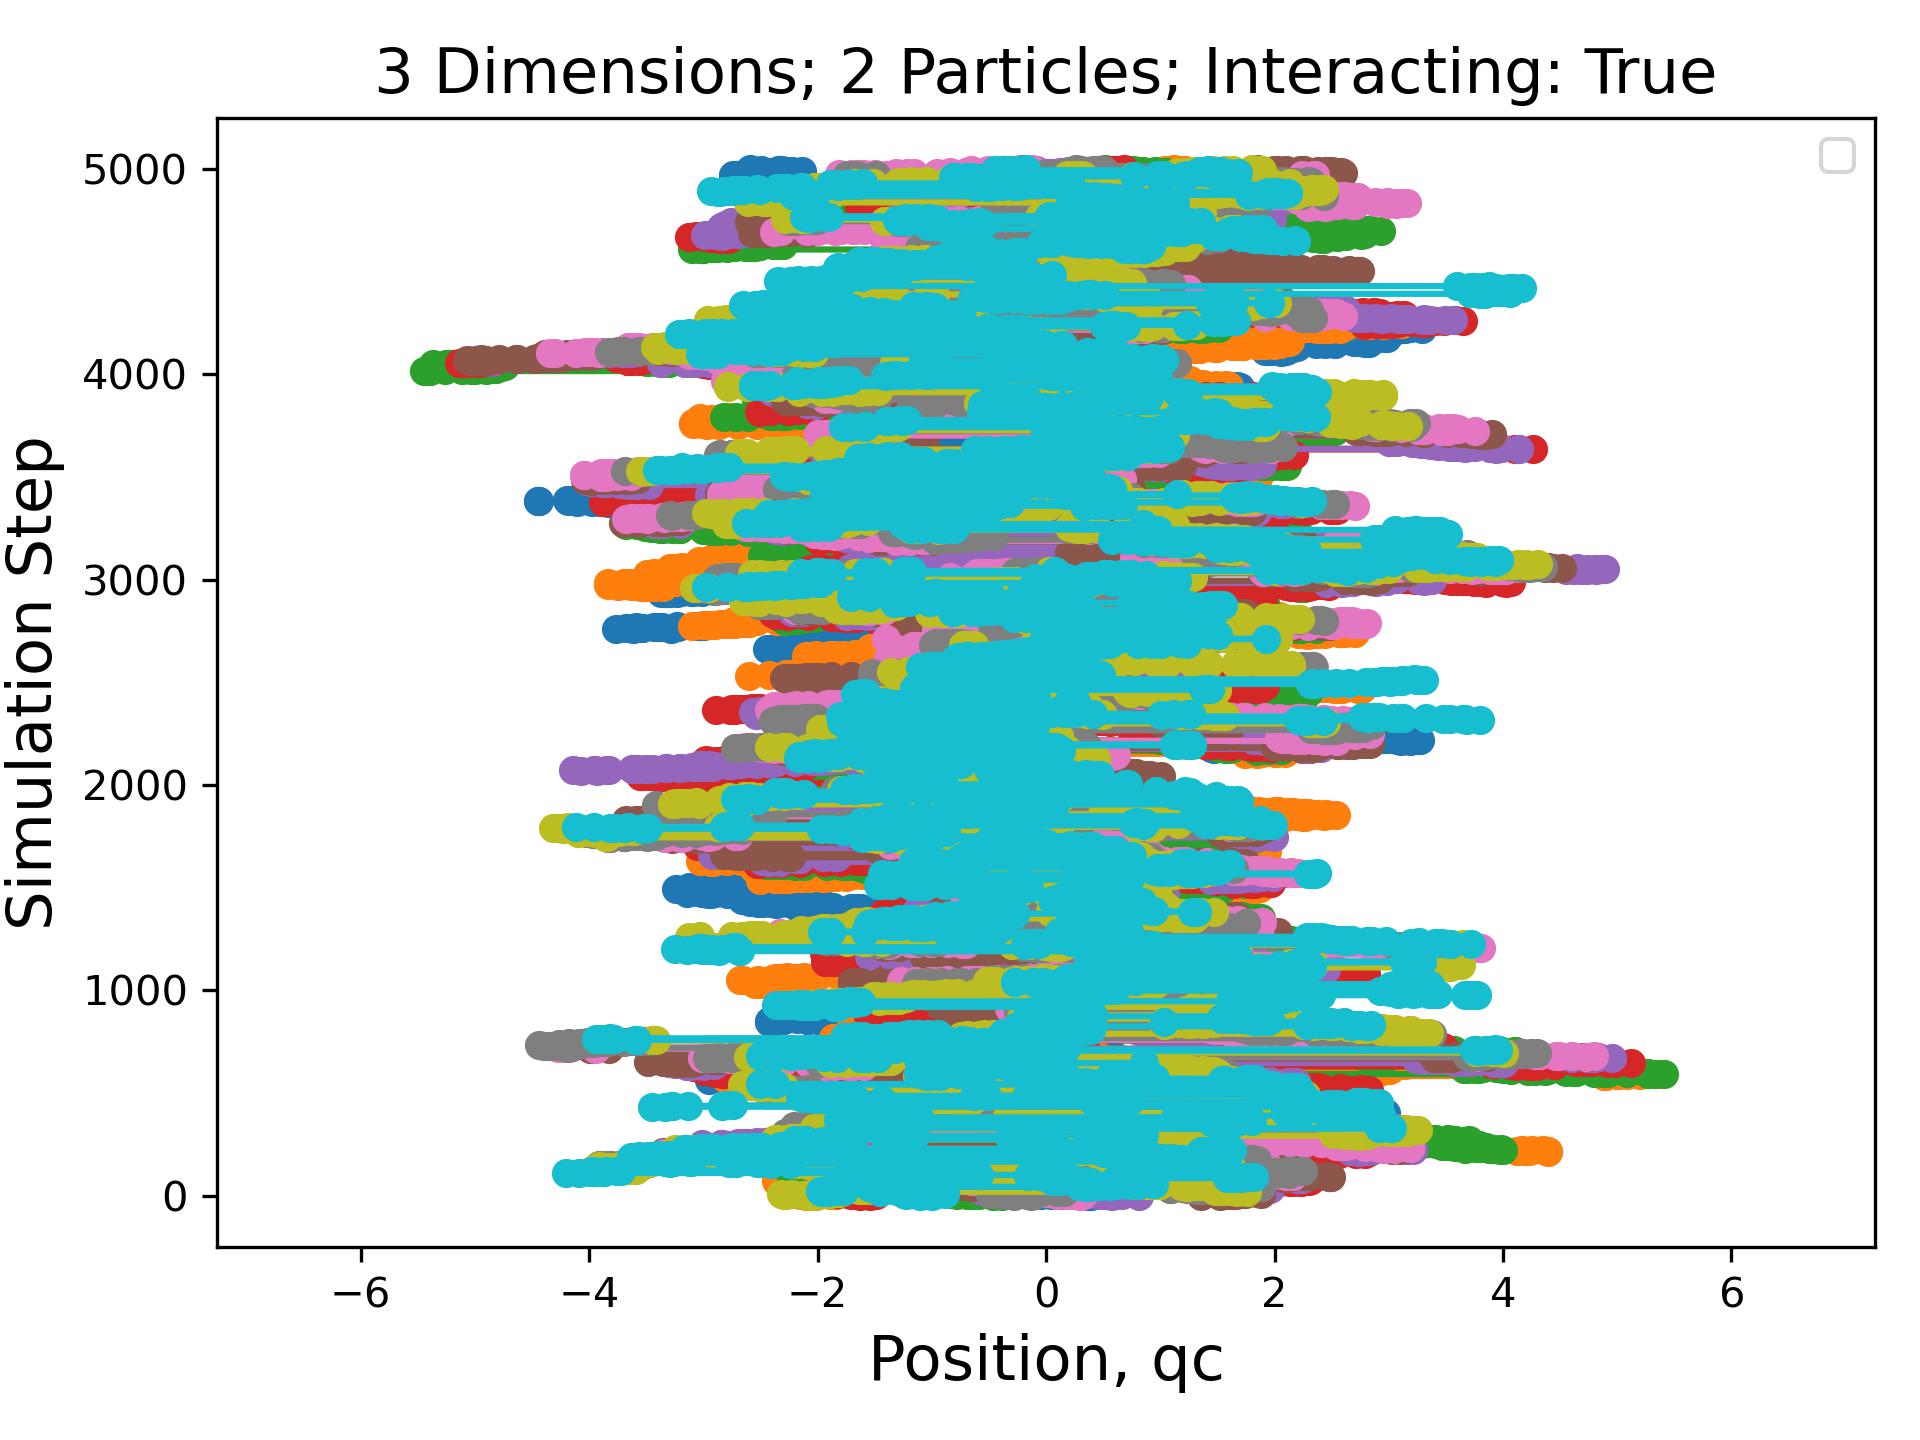 3 Dimensions; 2 Particles; Interacting: True
5000
4000
3000
2000
1000
0
Simulation Step
−6 −4 −2 0 2 4 6
Position, qc